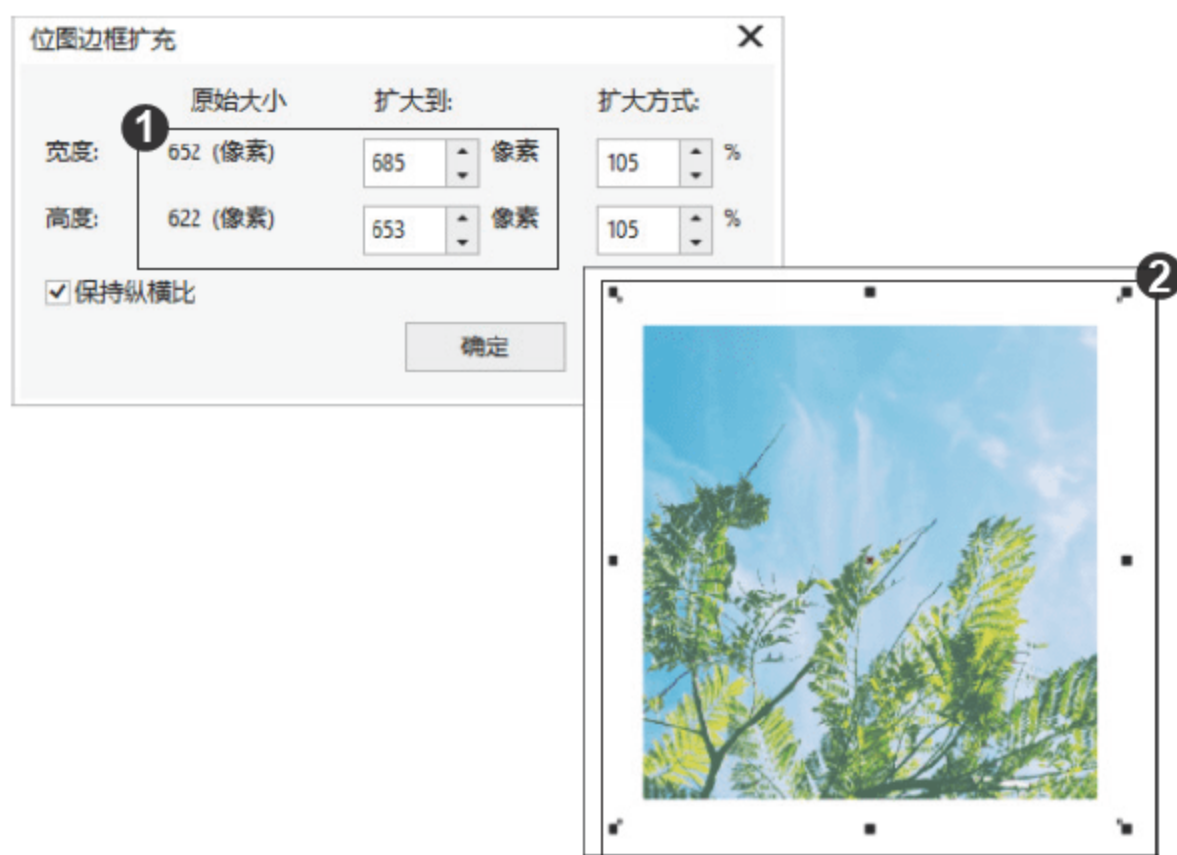 位图边框扩充
原始大小 扩大到: 扩大方式:
1
宽度: 652 (像素) 685 像素 105 %
高度: 622 (像素) 653 像素 105 %
保持纵横比
2
确定